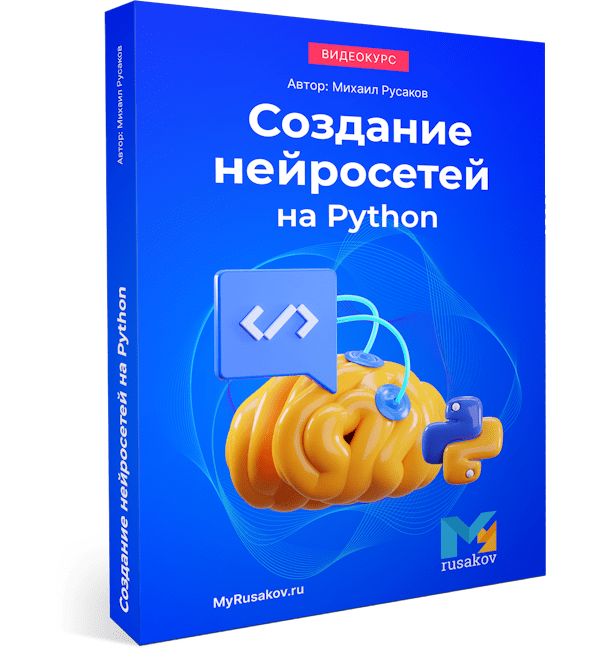 ВИДЕОКУРС
Автор: Михаил Русаков
Создание
нейросетей
на Python
rusakov
MyRusakov.ru
Создание нейросетей на Python
Автор: Михаил Русаков